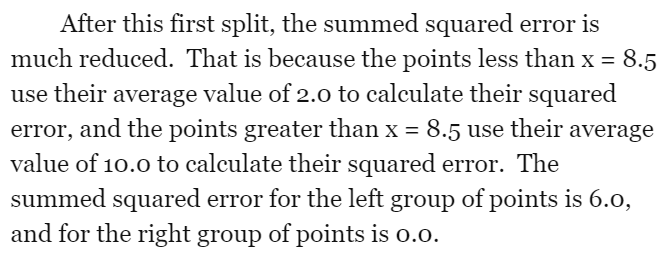 After this first split, the summed squared error is
much reduced.  That is because the points less than x = 8.5
use their average value of 2.0 to calculate their squared
error, and the points greater than x = 8.5 use their average
value of 10.0 to calculate their squared error.  The
summed squared error for the left group of points is 6.0,
and for the right group of points is 0.0.